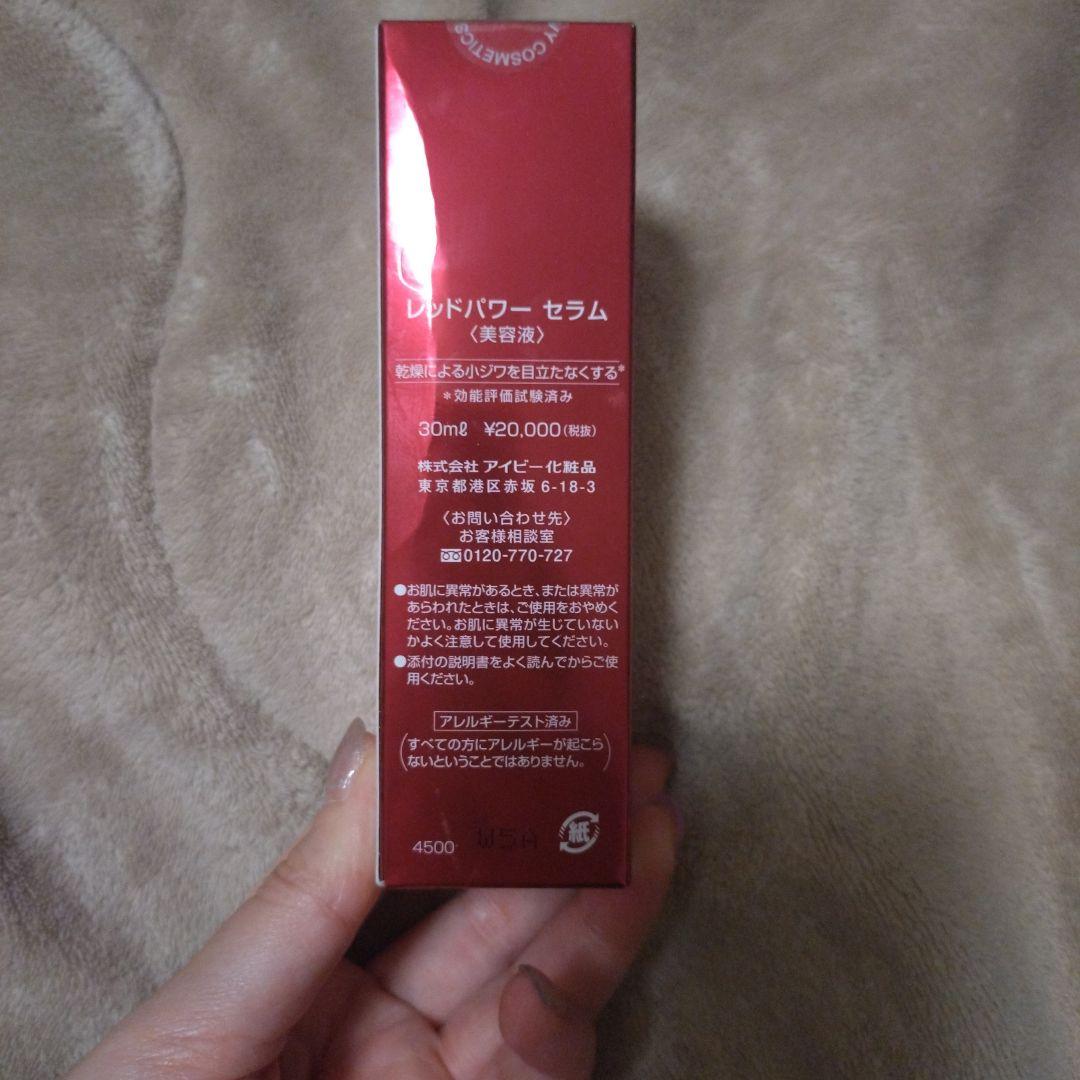 IVY COSMETICS
レッドパワー セラム
〈美容液〉
乾燥による小ジワを目立たなくする*
*効能評価試験済み
30mℓ ¥20,000(税抜)
株式会社 アイビー化粧品
東京都港区赤坂 6-18-3
〈お問い合わせ先〉
お客様相談室
0120-770-727
●お肌に異常があるとき、または異常が
あらわれたときは、ご使用をおやめく
ださい。お肌に異常が生じていない
かよく注意して使用してください。
●添付の説明書をよく読んでからご使
用ください。
アレルギーテスト済み
(すべての方にアレルギーが起こら
ないということではありません。)
4500 W5A 紙